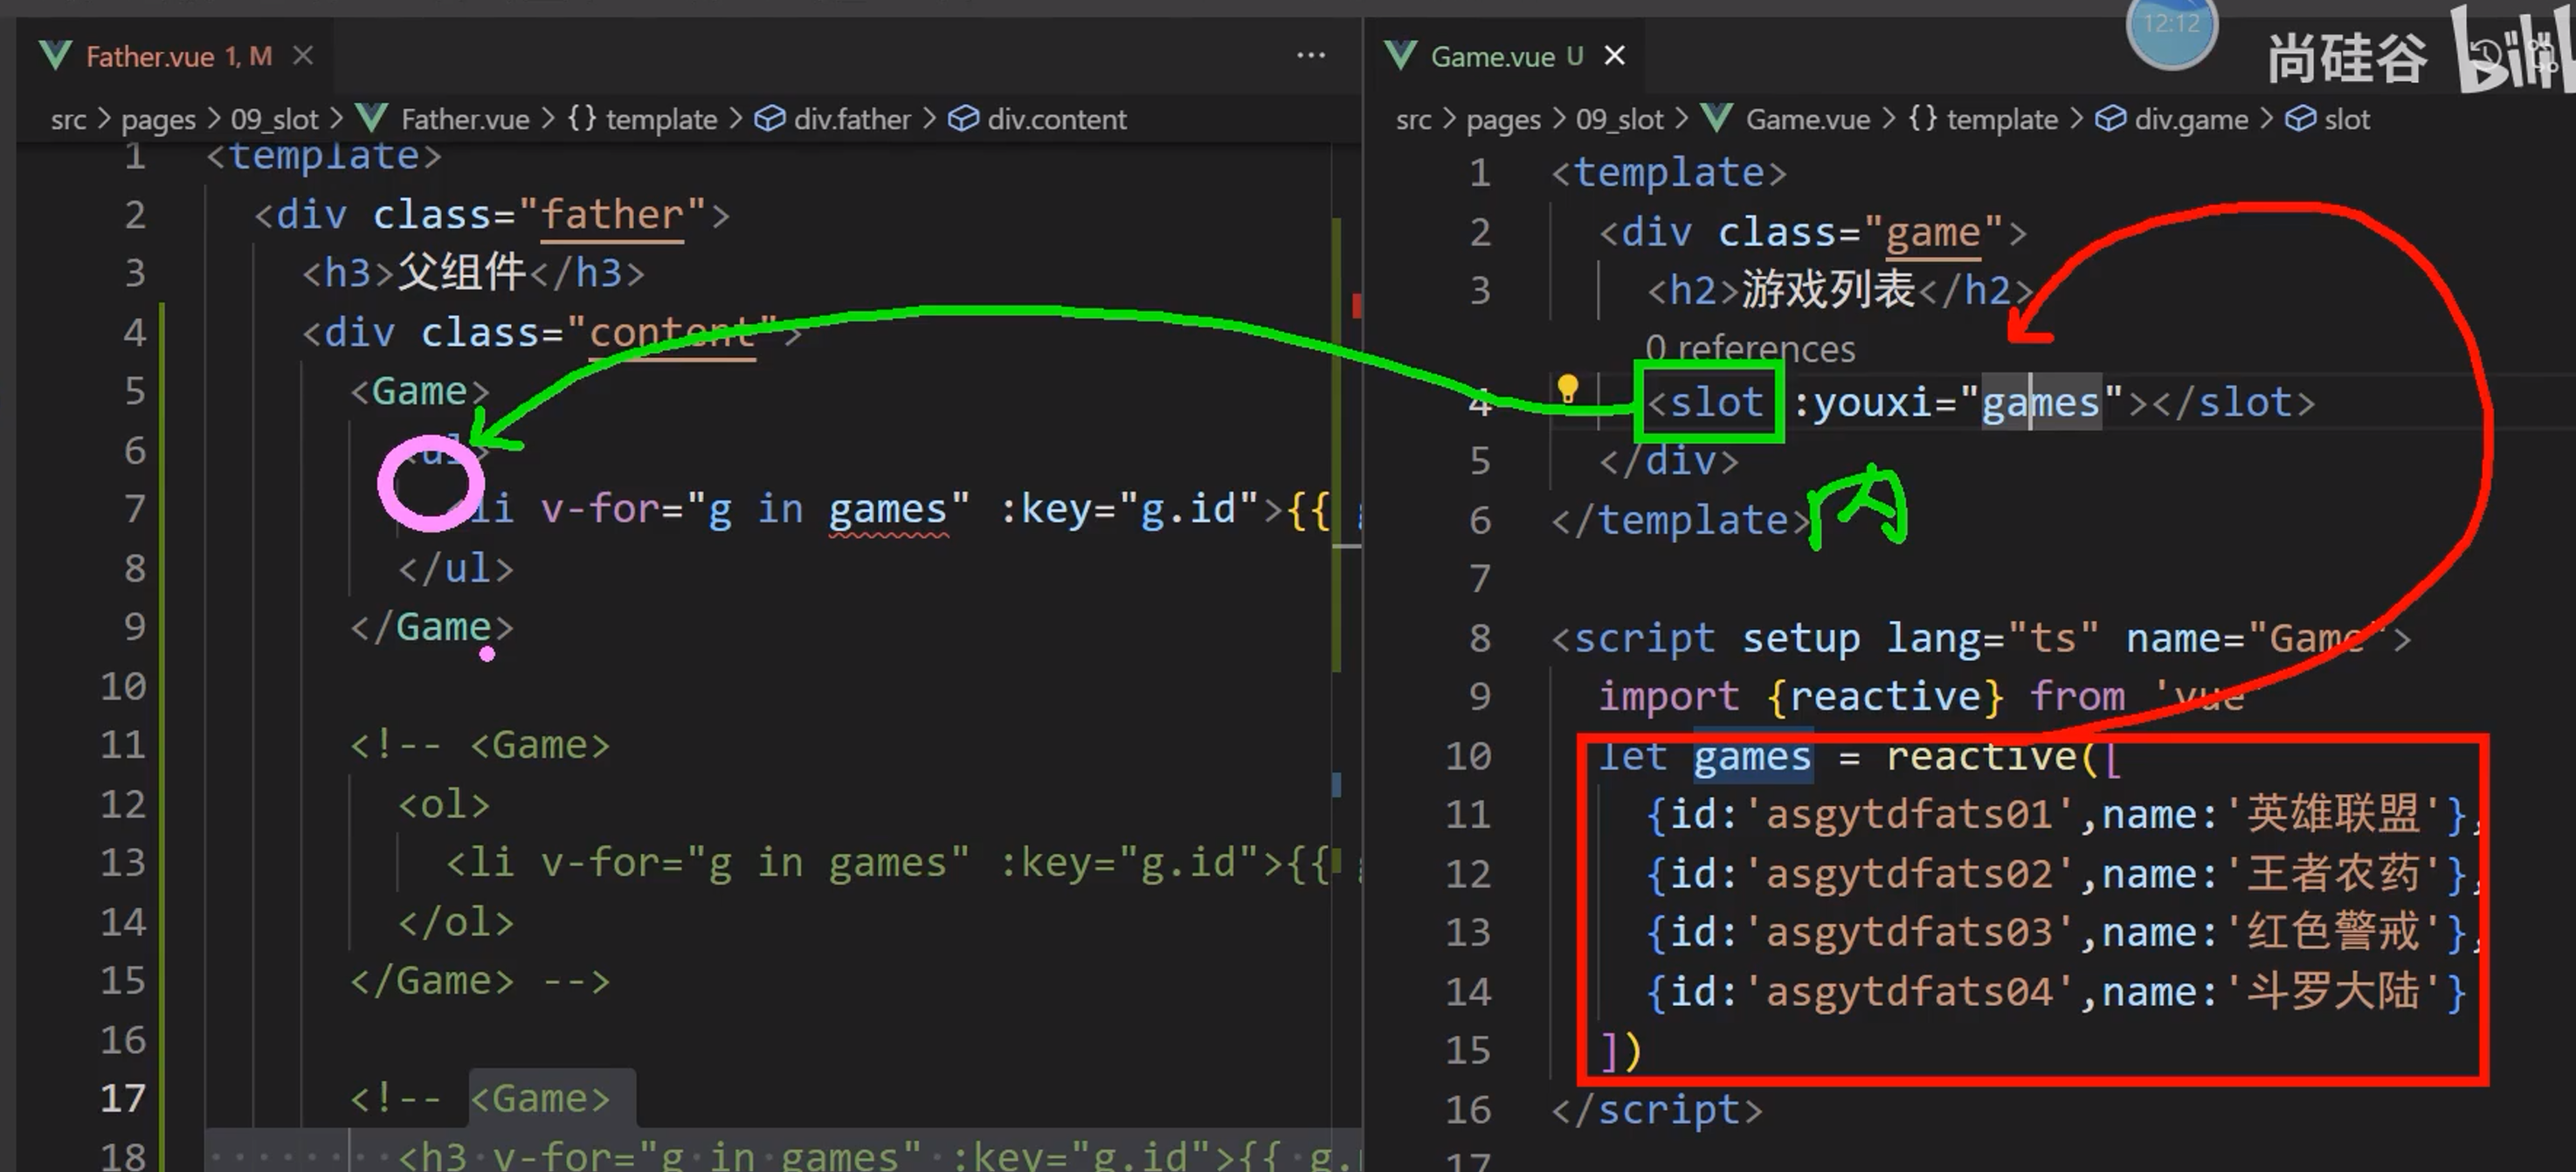 12:12
尚硅谷 bili
Father.vue 1, M
src > pages > 09_slot > Father.vue > {} template > div.father > div.content
1 <template>
2 <div class="father">
3 <h3>父组件</h3>
4 <div class="content">
5 <Game>
6 <ul>
7 <li v-for="g in games" :key="g.id">{{
8 </ul>
9 </Game>
10
11 <!-- <Game>
12 <ol>
13 <li v-for="g in games" :key="g.id">{{
14 </ol>
15 </Game> -->
16
17 <!-- <Game>
18 <h3 v-for="g in games" :key="g.id">{{ g.
Game.vue U
src > pages > 09_slot > Game.vue > {} template > div.game > slot
1 <template>
2 <div class="game">
3 <h2>游戏列表</h2>
0 references
4 <slot :youxi="games"></slot>
5 </div>
6 </template>
7
8 <script setup lang="ts" name="Game">
9 import {reactive} from 'vue'
10 let games = reactive([
11 {id:'asgytdfats01',name:'英雄联盟'},
12 {id:'asgytdfats02',name:'王者农药'},
13 {id:'asgytdfats03',name:'红色警戒'},
14 {id:'asgytdfats04',name:'斗罗大陆'}
15 ])
16 </script>
17